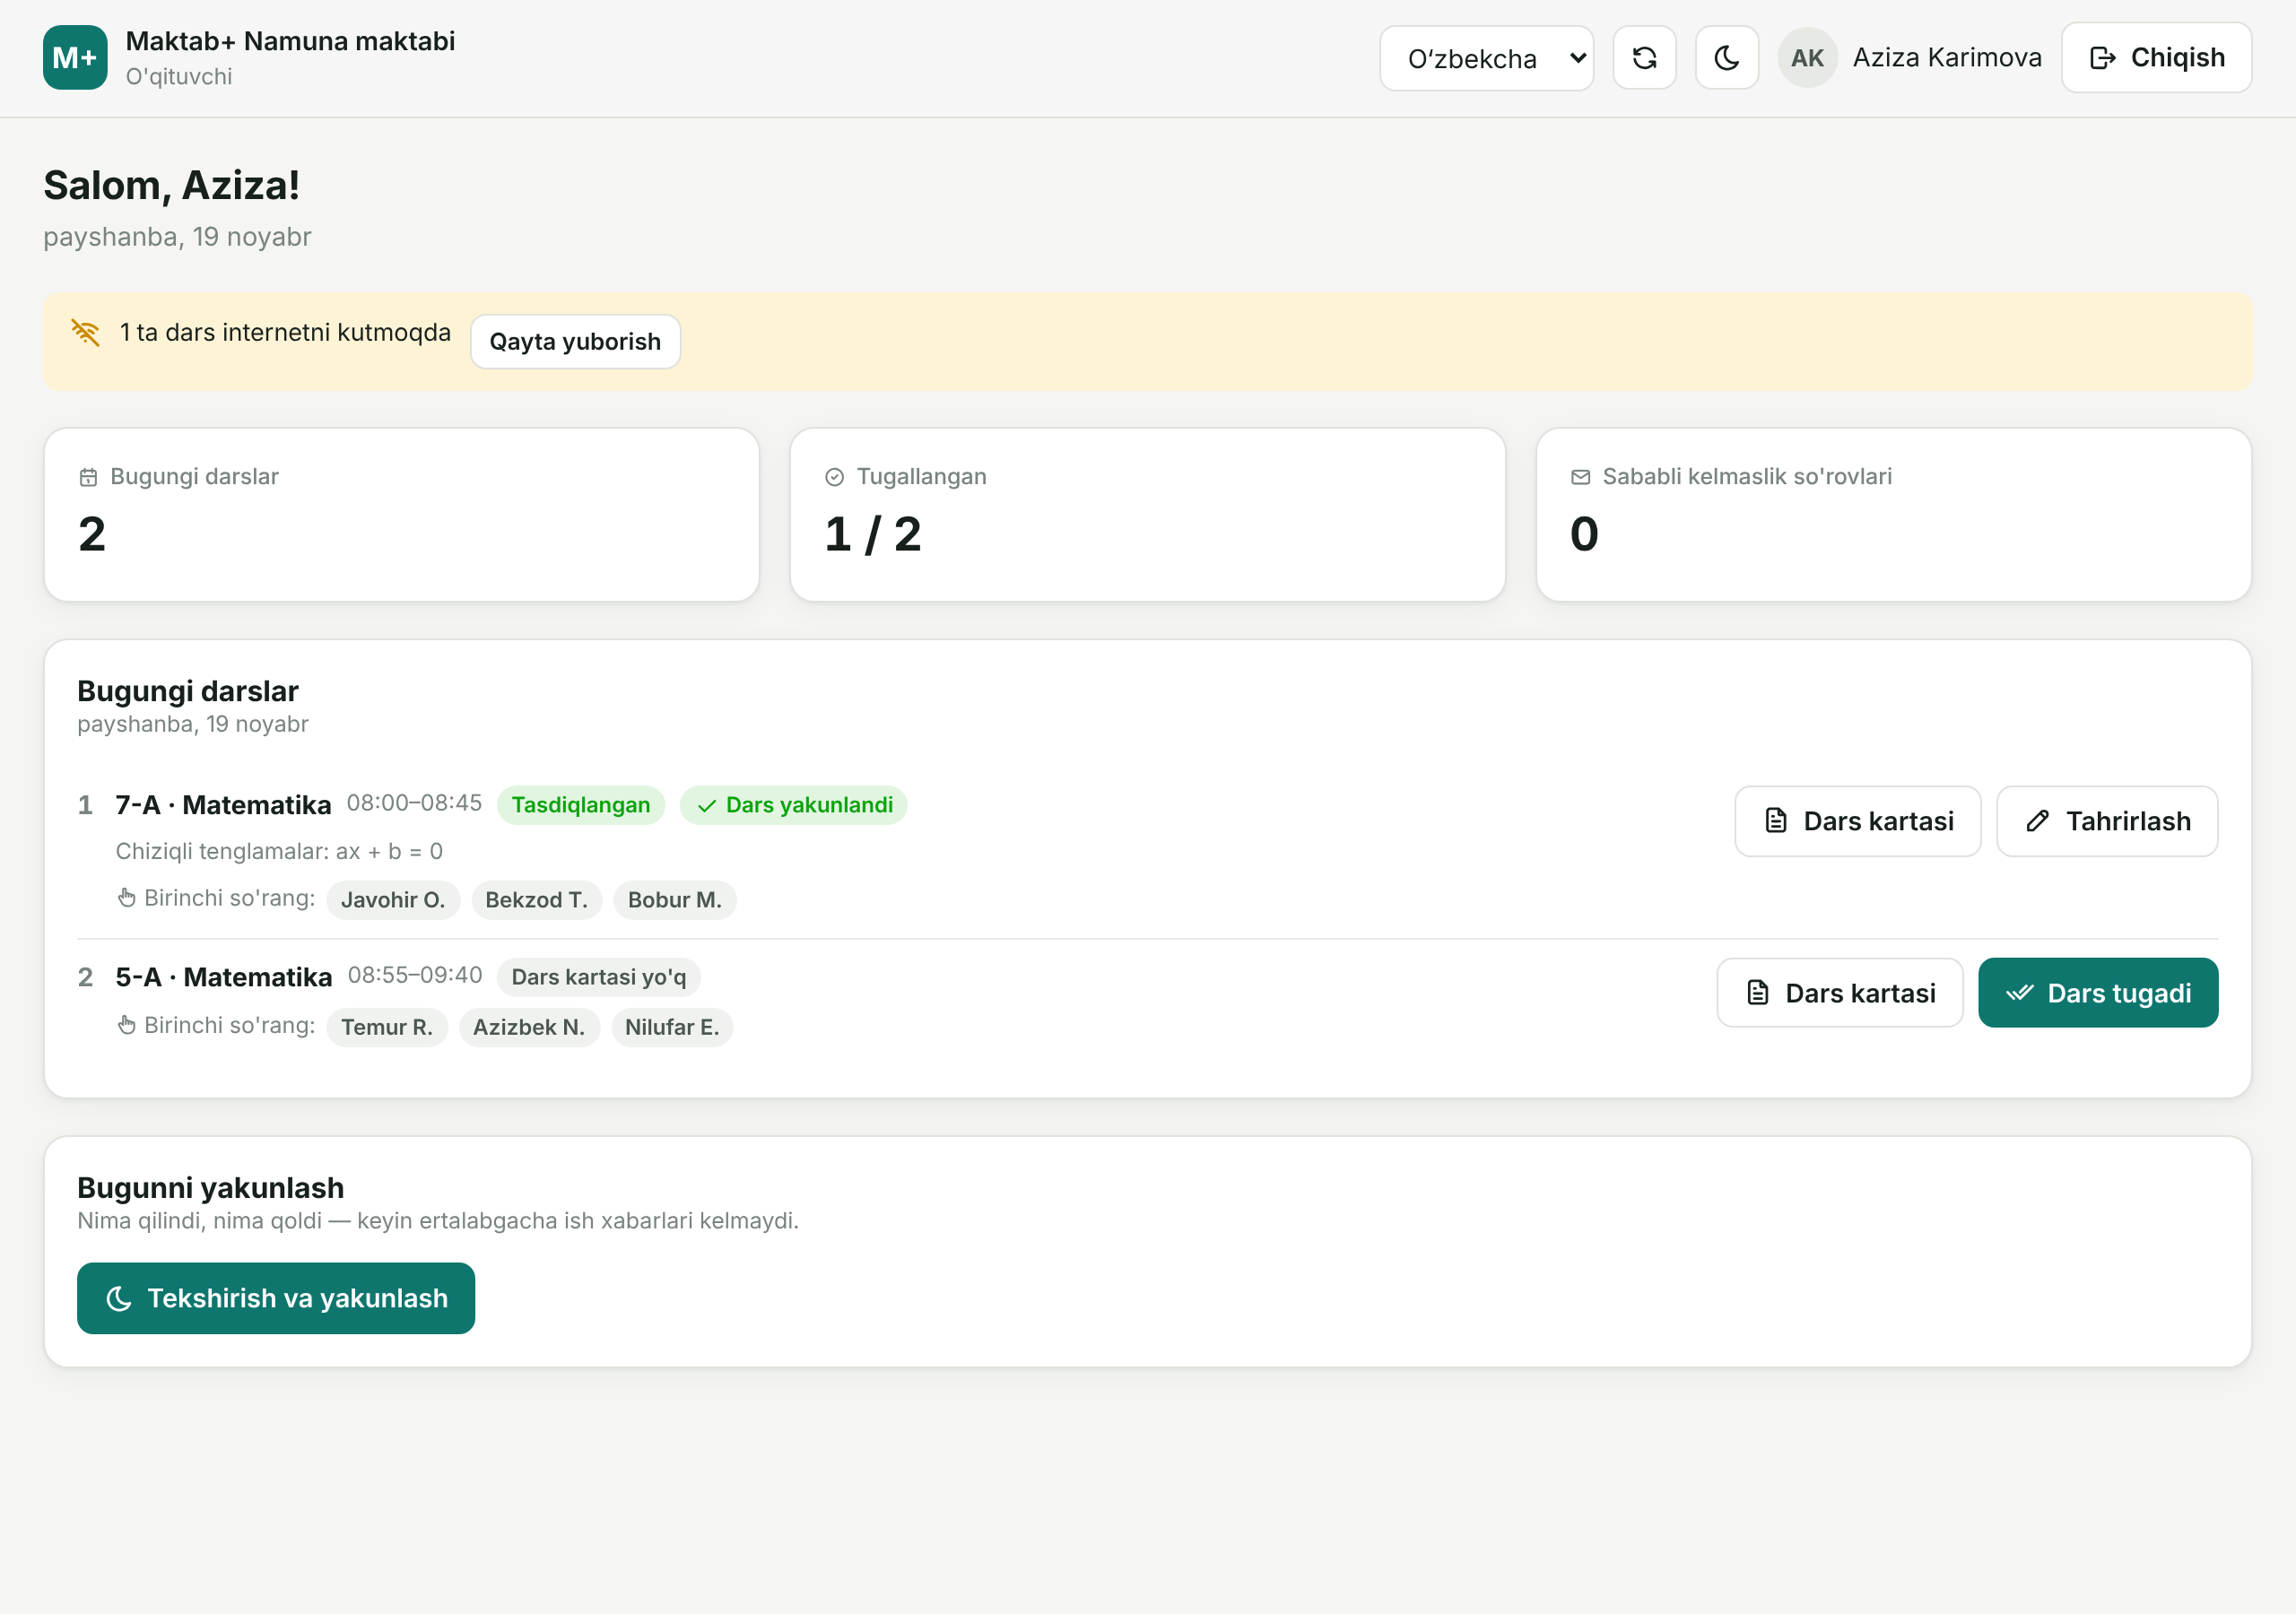 M+
Maktab+ Namuna maktabi
O'qituvchi
Oʻzbekcha
AK
Aziza Karimova
Chiqish
Salom, Aziza!
payshanba, 19 noyabr
1 ta dars internetni kutmoqda
Qayta yuborish
Bugungi darslar
2
Tugallangan
1 / 2
Sababli kelmaslik so'rovlari
0
Bugungi darslar
payshanba, 19 noyabr
1 7-A · Matematika 08:00–08:45 Tasdiqlangan Dars yakunlandi Dars kartasi Tahrirlash
Chiziqli tenglamalar: ax + b = 0
Birinchi so'rang: Javohir O. Bekzod T. Bobur M.
2 5-A · Matematika 08:55–09:40 Dars kartasi yo'q Dars kartasi Dars tugadi
Birinchi so'rang: Temur R. Azizbek N. Nilufar E.
Bugunni yakunlash
Nima qilindi, nima qoldi — keyin ertalabgacha ish xabarlari kelmaydi.
Tekshirish va yakunlash